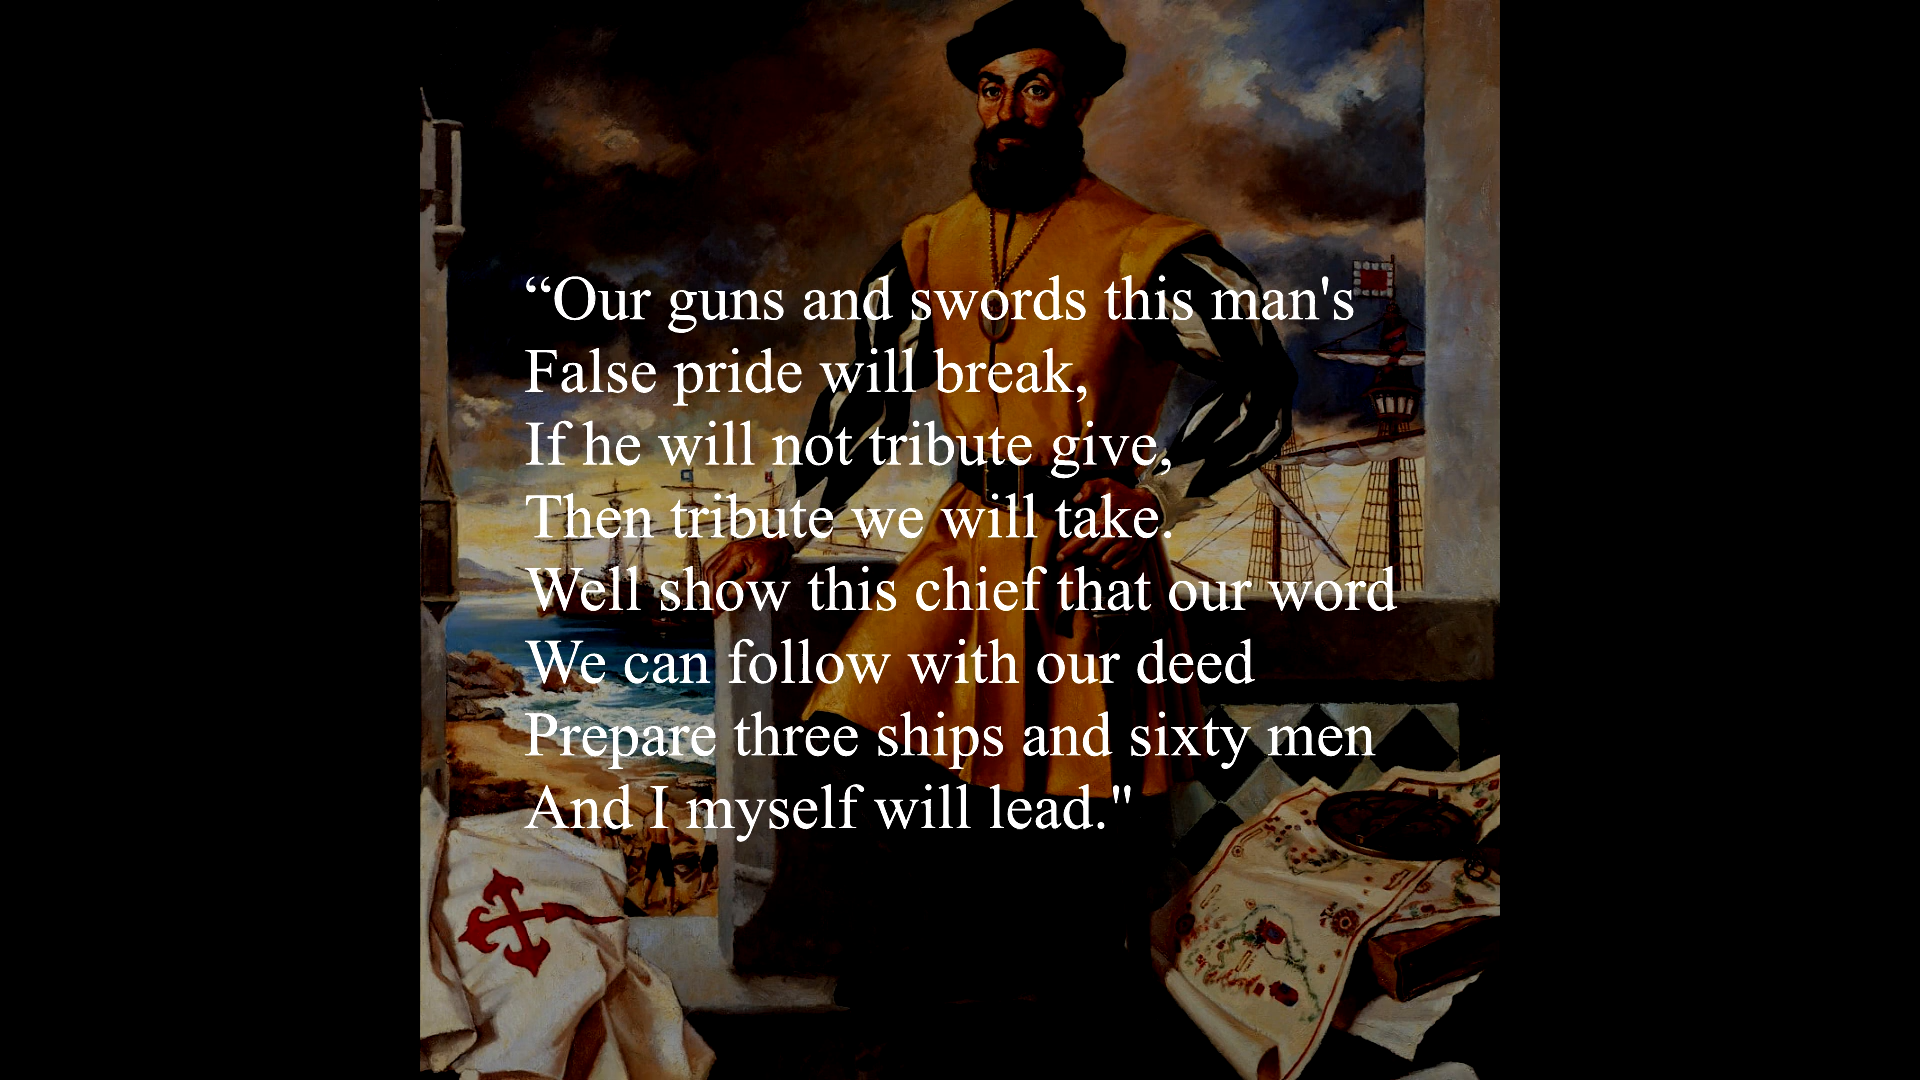 “Our guns and swords this man's
False pride will break,
If he will not tribute give,
Then tribute we will take.
Well show this chief that our word
We can follow with our deed
Prepare three ships and sixty men
And I myself will lead."